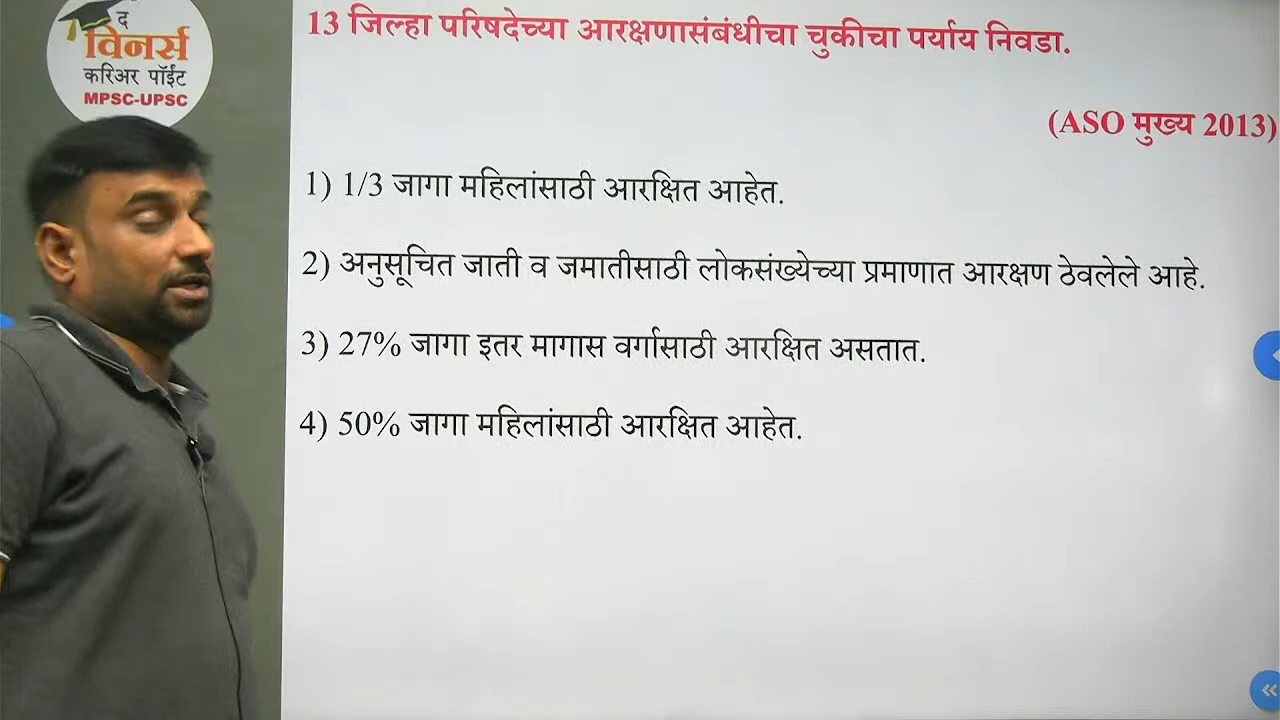 द
विनर्स
करिअर पॉईंट
MPSC-UPSC
13 जिल्हा परिषदेच्या आरक्षणासंबंधीचा चुकीचा पर्याय निवडा.
(ASO मुख्य 2013)
1) 1/3 जागा महिलांसाठी आरक्षित आहेत.
2) अनुसूचित जाती व जमातीसाठी लोकसंख्येच्या प्रमाणात आरक्षण ठेवलेले आहे.
3) 27% जागा इतर मागास वर्गासाठी आरक्षित असतात.
4) 50% जागा महिलांसाठी आरक्षित आहेत.